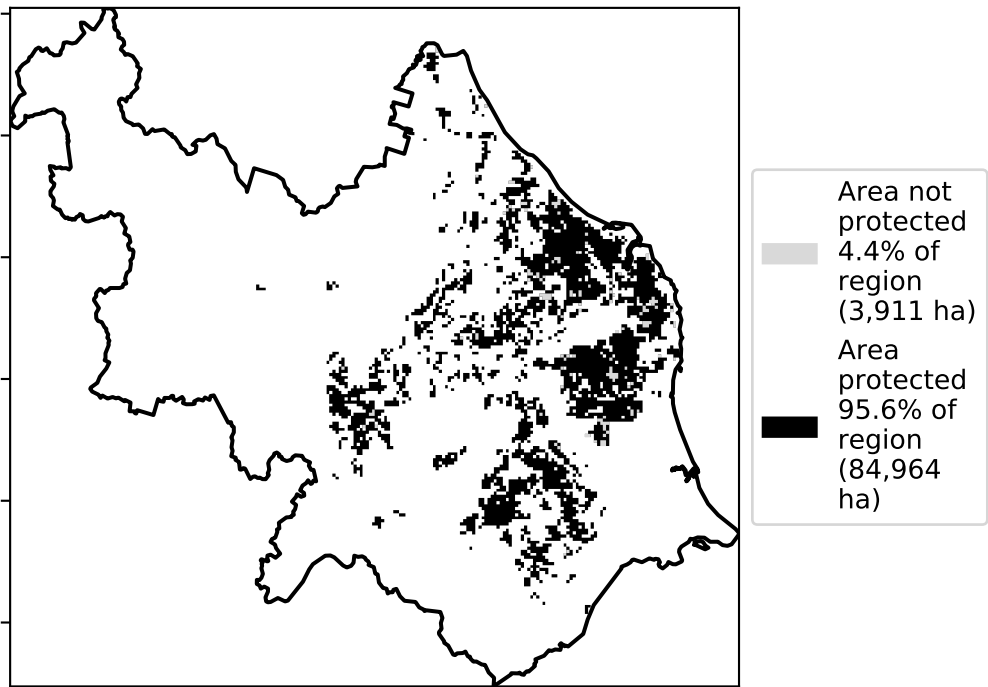 Area not
protected
4.4% of
region
(3,911 ha)
Area
protected
95.6% of
region
(84,964
ha)